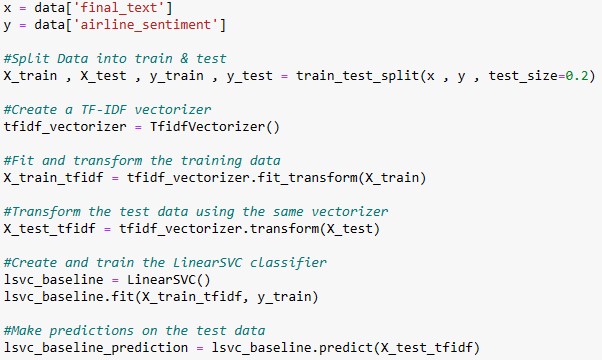 x = data['final_text']
y = data['airline_sentiment']
#Split Data into train & test
X_train , X_test , y_train , y_test = train_test_split(x , y , test_size=0.2)
#Create a TF-IDF vectorizer
tfidf_vectorizer = TfidfVectorizer()
#Fit and transform the training data
X_train_tfidf = tfidf_vectorizer.fit_transform(X_train)
#Transform the test data using the same vectorizer
X_test_tfidf = tfidf_vectorizer.transform(X_test)
#Create and train the LinearSVC classifier
lsvc_baseline = LinearSVC()
lsvc_baseline.fit(X_train_tfidf, y_train)
#Make predictions on the test data
lsvc_baseline_prediction = lsvc_baseline.predict(X_test_tfidf)